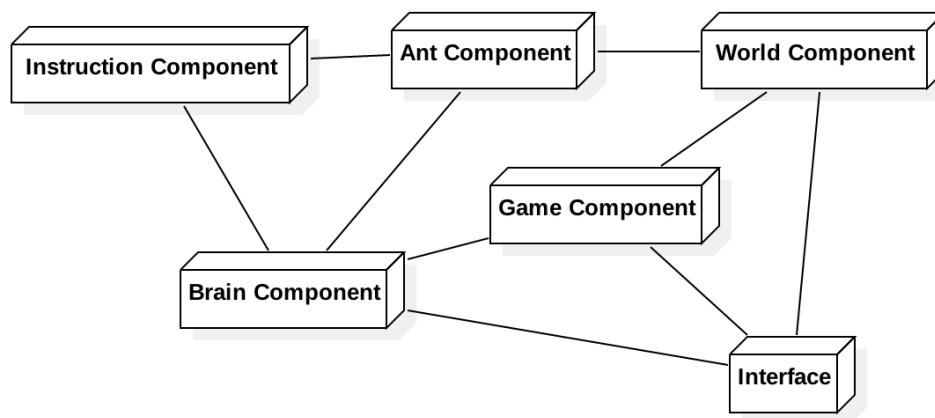 Instruction Component
Ant Component
World Component
Game Component
Brain Component
Interface